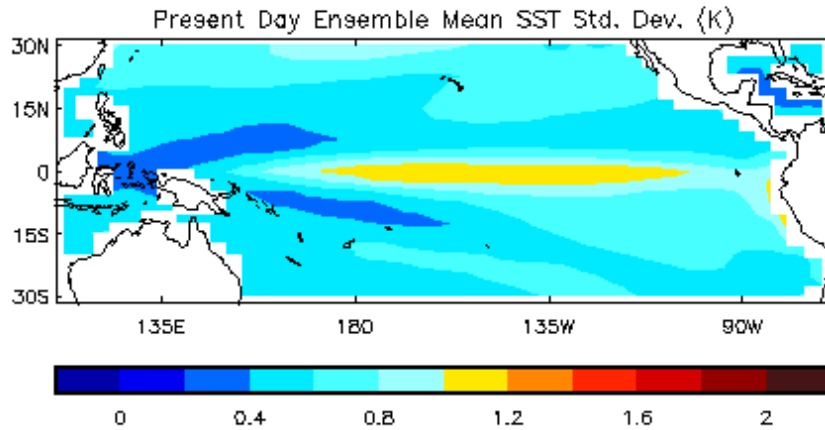 Present Day Ensemble Mean SST Std. Dev. (K)
30N
15N
0
15S
30S
135E 180 135W 90W
0 0.4 0.8 1.2 1.6 2